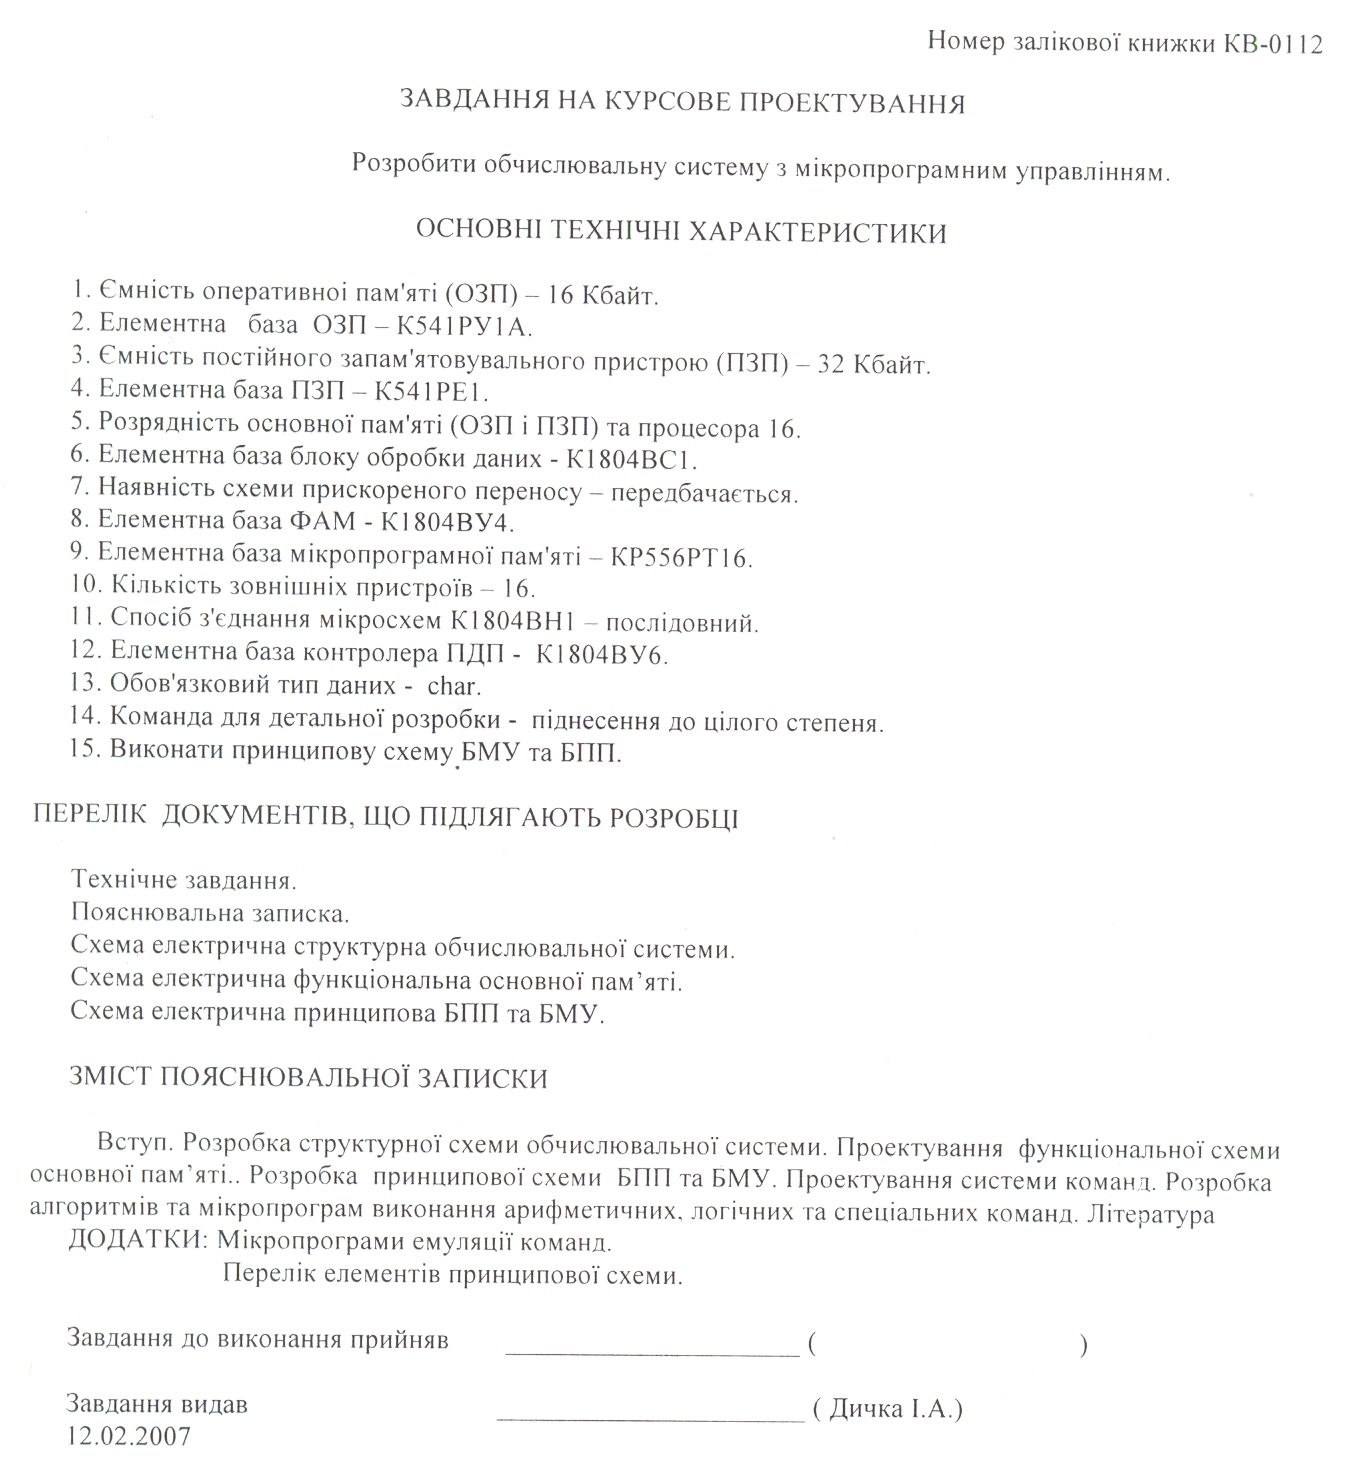 Номер залікової книжки КВ-0112
ЗАВДАННЯ НА КУРСОВЕ ПРОЕКТУВАННЯ
Розробити обчислювальну систему з мікропрограмним управлінням.
ОСНОВНІ ТЕХНІЧНІ ХАРАКТЕРИСТИКИ
1. Ємність оперативноі пам'яті (ОЗП) – 16 Кбайт.
2. Елементна база ОЗП – К541РУ1А.
3. Ємність постійного запам'ятовувального пристрою (ПЗП) – 32 Кбайт.
4. Елементна база ПЗП – К541РЕ1.
5. Розрядність основної пам'яті (ОЗП і ПЗП) та процесора 16.
6. Елементна база блоку обробки даних - К1804ВС1.
7. Наявність схеми прискореного переносу – передбачається.
8. Елементна база ФАМ - К1804ВУ4.
9. Елементна база мікропрограмної пам'яті – КР556РТ16.
10. Кількість зовнішніх пристроїв – 16.
11. Спосіб з'єднання мікросхем К1804ВН1 – послідовний.
12. Елементна база контролера ПДП - К1804ВУ6.
13. Обов'язковий тип даних - char.
14. Команда для детальної розробки - піднесення до цілого степеня.
15. Виконати принципову схему БМУ та БПП.
ПЕРЕЛІК ДОКУМЕНТІВ, ЩО ПІДЛЯГАЮТЬ РОЗРОБЦІ
Технічне завдання.
Пояснювальна записка.
Схема електрична структурна обчислювальної системи.
Схема електрична функціональна основної пам’яті.
Схема електрична принципова БПП та БМУ.
ЗМІСТ ПОЯСНЮВАЛЬНОЇ ЗАПИСКИ
Вступ. Розробка структурної схеми обчислювальної системи. Проектування функціональної схеми
основної пам’яті.. Розробка принципової схеми БПП та БМУ. Проектування системи команд. Розробка
алгоритмів та мікропрограм виконання арифметичних, логічних та спеціальних команд. Література
ДОДАТКИ: Мікропрограми емуляції команд.
Перелік елементів принципової схеми.
Завдання до виконання прийняв ____________________ ( )
Завдання видав ____________________ ( Дичка І.А.)
12.02.2007